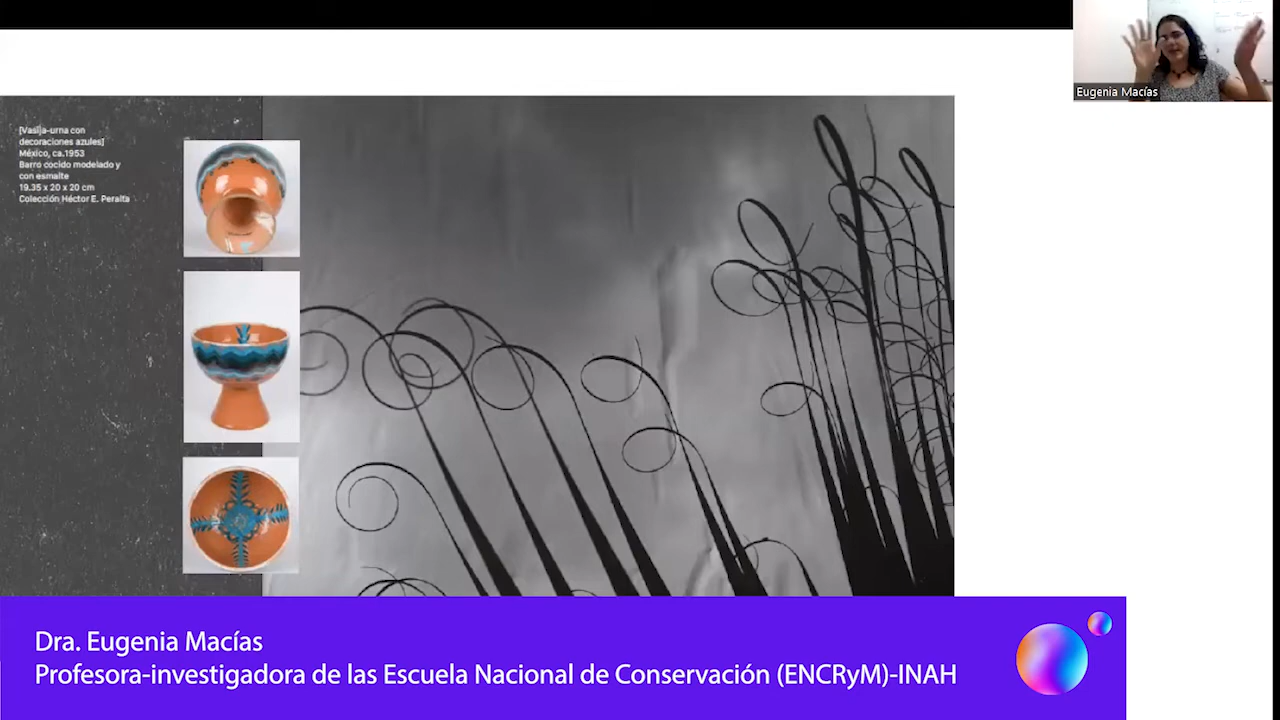 [Vasija-urna con
decoraciones azules]
México, ca.1953
Barro cocido modelado y
con esmalte
19.35 x 20 x 20 cm
Colección Héctor E. Peralta
Eugenia Macías
Dra. Eugenia Macías
Profesora-investigadora de las Escuela Nacional de Conservación (ENCRyM)-INAH